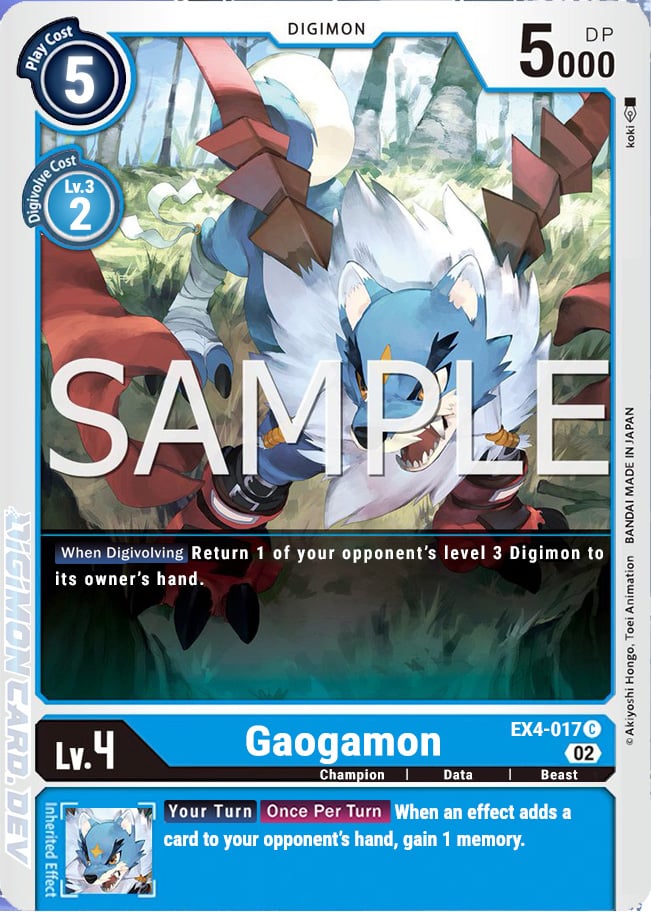 DIGIMON
Play Cost
5
DP
5000
Digivolve Cost
Lv.3
2
koki
SAMPLE
When Digivolving Return 1 of your opponent's level 3 Digimon to
its owner's hand.
©Akiyoshi Hongo, Toei Animation BANDAI MADE IN JAPAN
DIGIMONCARD.DEV
Lv.4
Gaogamon
EX4-017 C
02
Champion | Data | Beast
Inherited Effect
Your Turn Once Per Turn When an effect adds a
card to your opponent's hand, gain 1 memory.